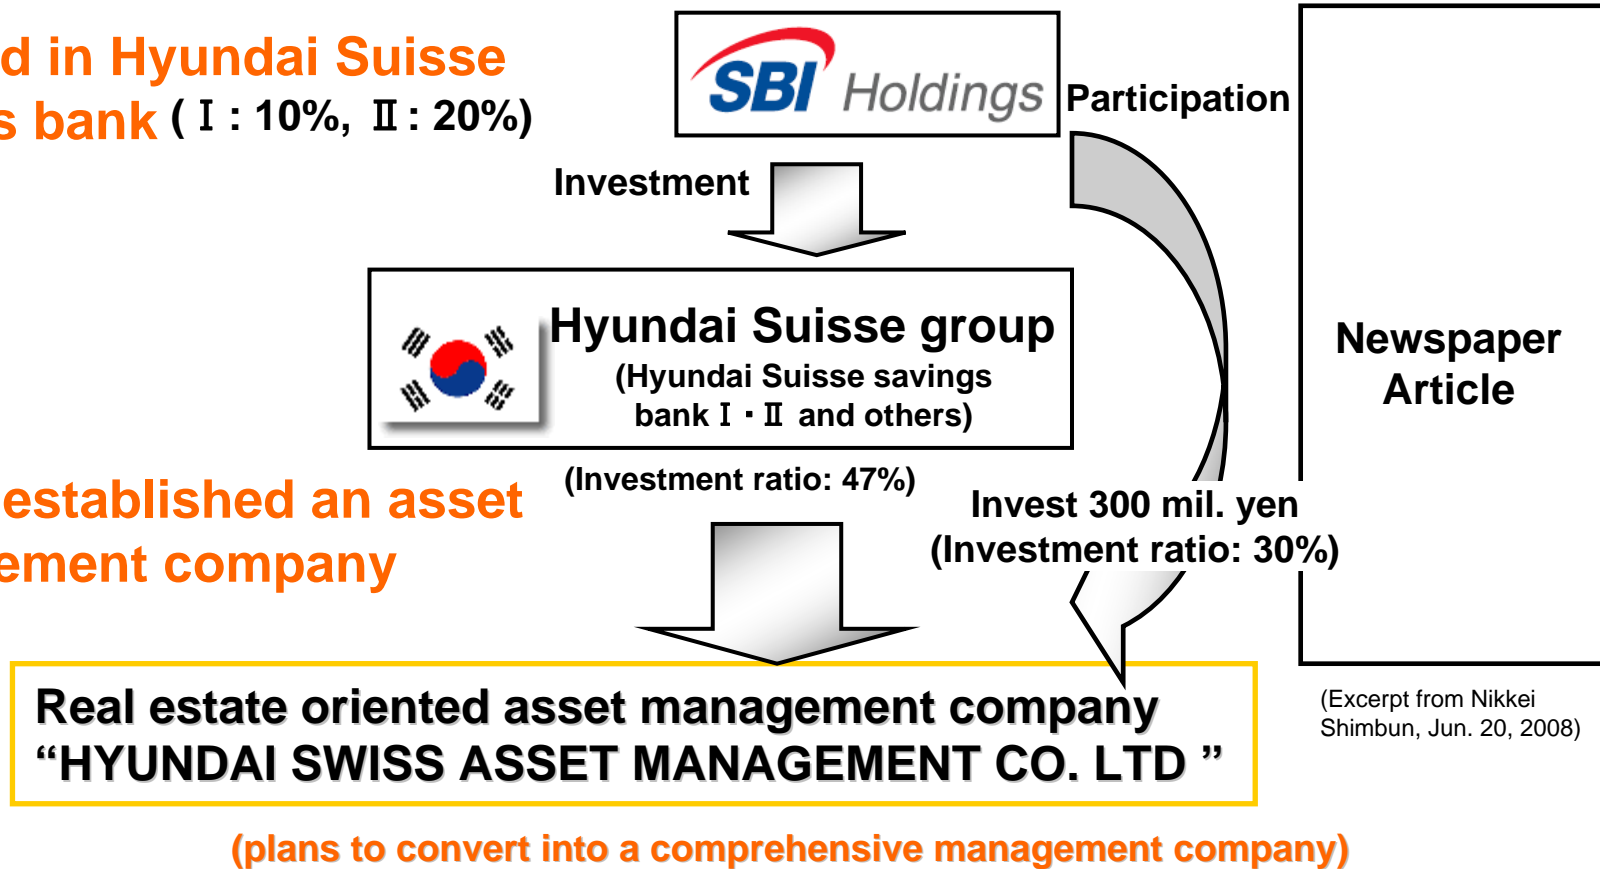 d in Hyundai Suisse
s bank (Ⅰ: 10%, Ⅱ: 20%)
SBI Holdings
Participation
Investment
Hyundai Suisse group
(Hyundai Suisse savings
bank Ⅰ・Ⅱ and others)
Newspaper
Article
(Investment ratio: 47%)
established an asset
ement company
Invest 300 mil. yen
(Investment ratio: 30%)
Real estate oriented asset management company
“HYUNDAI SWISS ASSET MANAGEMENT CO. LTD ”
(Excerpt from Nikkei
Shimbun, Jun. 20, 2008)
(plans to convert into a comprehensive management company)